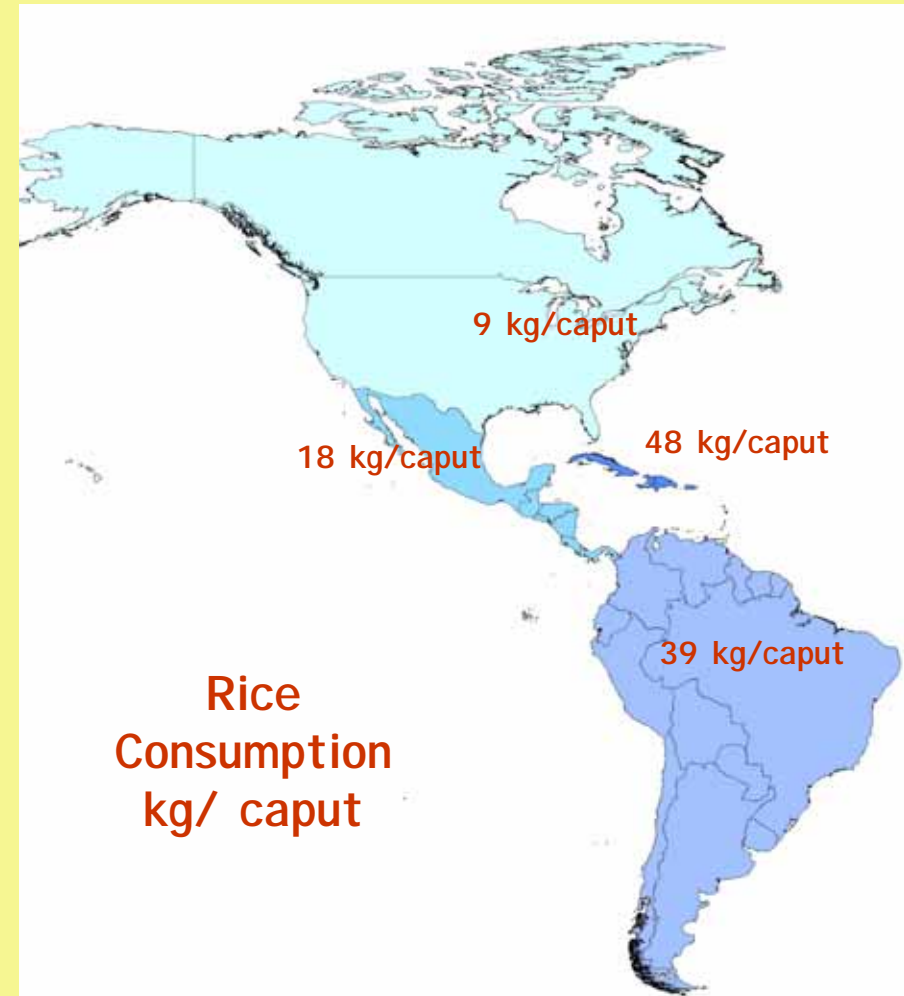 9 kg/caput
48 kg/caput
18 kg/caput
39 kg/caput
Rice
Consumption
kg/ caput